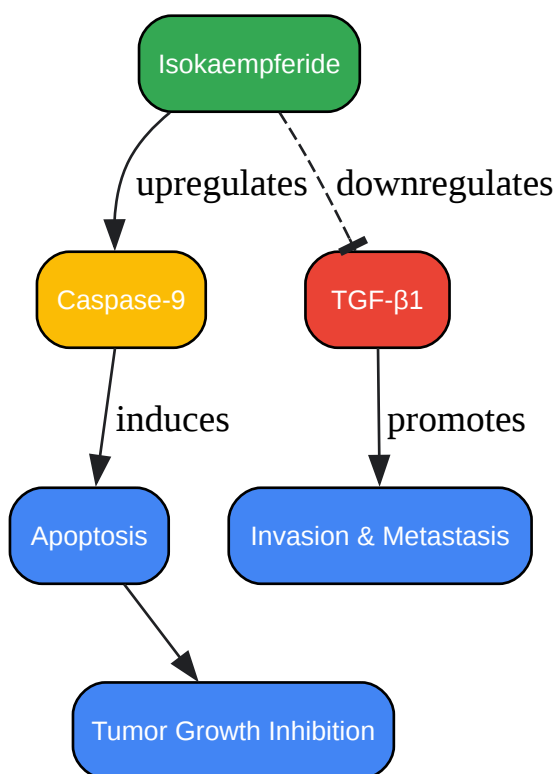 Isokaempferide
upregulates
downregulates
Caspase-9
TGF-β1
induces
promotes
Apoptosis
Invasion & Metastasis
Tumor Growth Inhibition